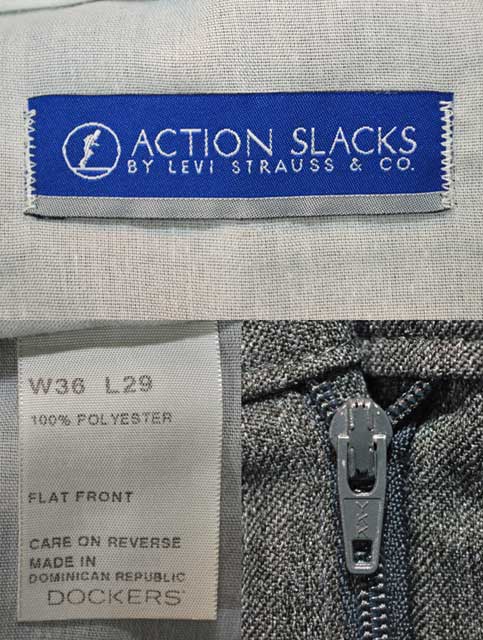 ACTION SLACKS
BY LEVI STRAUSS & CO.
W36 L29
100% POLYESTER
FLAT FRONT
CARE ON REVERSE
MADE IN
DOMINICAN REPUBLIC
DOCKERS®